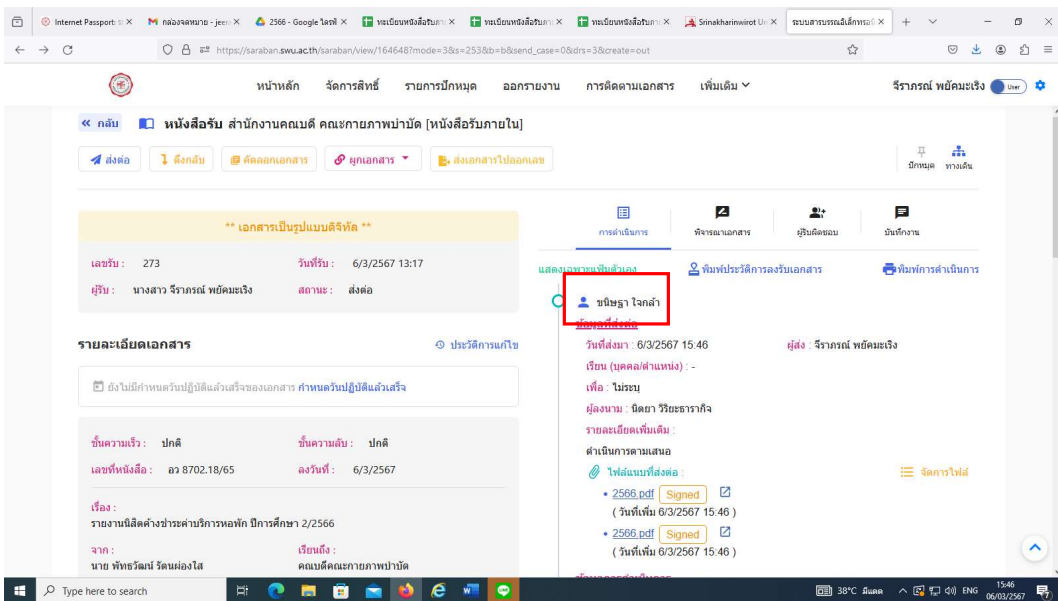 Internet Passport
กล่องจดหมาย - jeer
2566 - Google ไดรฟ์
ทะเบียนหนังสือรับภาย
ทะเบียนหนังสือรับภาย
ทะเบียนหนังสือรับภาย
Srinakharinwirot Un
ระบบสารบรรณอิเล็กทรอนิ
https://saraban.swu.ac.th/saraban/view/164648?mode=3&s=253&b=b&send_case=0&drs=3&create=out
หน้าหลัก จัดการสิทธิ์ รายการปักหมุด ออกรายงาน การติดตามเอกสาร เพิ่มเติม
จีราภรณ์ พยัคมะเริง User
« กลับ หนังสือรับ สำนักงานคณบดี คณะกายภาพบำบัด [หนังสือรับภายใน]
ส่งต่อ ดึงกลับ คัดลอกเอกสาร ผูกเอกสาร ส่งเอกสารไปออกเลข
ปักหมุด ทางเดิน
** เอกสารเป็นรูปแบบดิจิทัล **
เลขรับ : 273 วันที่รับ : 6/3/2567 13:17
ผู้รับ : นางสาว จีราภรณ์ พยัคมะเริง สถานะ : ส่งต่อ
รายละเอียดเอกสาร ประวัติการแก้ไข
ยังไม่มีกำหนดวันปฏิบัติแล้วเสร็จของเอกสาร กำหนดวันปฏิบัติแล้วเสร็จ
ชั้นความเร็ว : ปกติ ชั้นความลับ : ปกติ
เลขที่หนังสือ : อว 8702.18/65 ลงวันที่ : 6/3/2567
เรื่อง :
รายงานนิสิตค้างชำระค่าบริการหอพัก ปีการศึกษา 2/2566
จาก : เรียนถึง :
นาย พัทธวัฒน์ รัตนผ่องใส คณบดีคณะกายภาพบำบัด
การดำเนินการ พิจารณาเอกสาร ผู้รับผิดชอบ บันทึกงาน
แสดงเฉพาะแฟ้มตัวเอง พิมพ์ประวัติการลงรับเอกสาร พิมพ์การดำเนินการ
ชนิษฐา ใจกล้า
ข้อมูลที่ส่งต่อ
วันที่ส่งมา : 6/3/2567 15:46 ผู้ส่ง : จีราภรณ์ พยัคมะเริง
เรียน (บุคคล/ตำแหน่ง) : -
เพื่อ : ไม่ระบุ
ผู้ลงนาม : นิตยา วิริยะธารากิจ
รายละเอียดเพิ่มเติม :
ดำเนินการตามเสนอ
ไฟล์แนบที่ส่งต่อ : จัดการไฟล์
• 2566.pdf Signed
( วันที่เพิ่ม 6/3/2567 15:46 )
• 2566.pdf Signed
( วันที่เพิ่ม 6/3/2567 15:46 )
Type here to search
38°C มีแดด ENG 15:46
06/03/2567